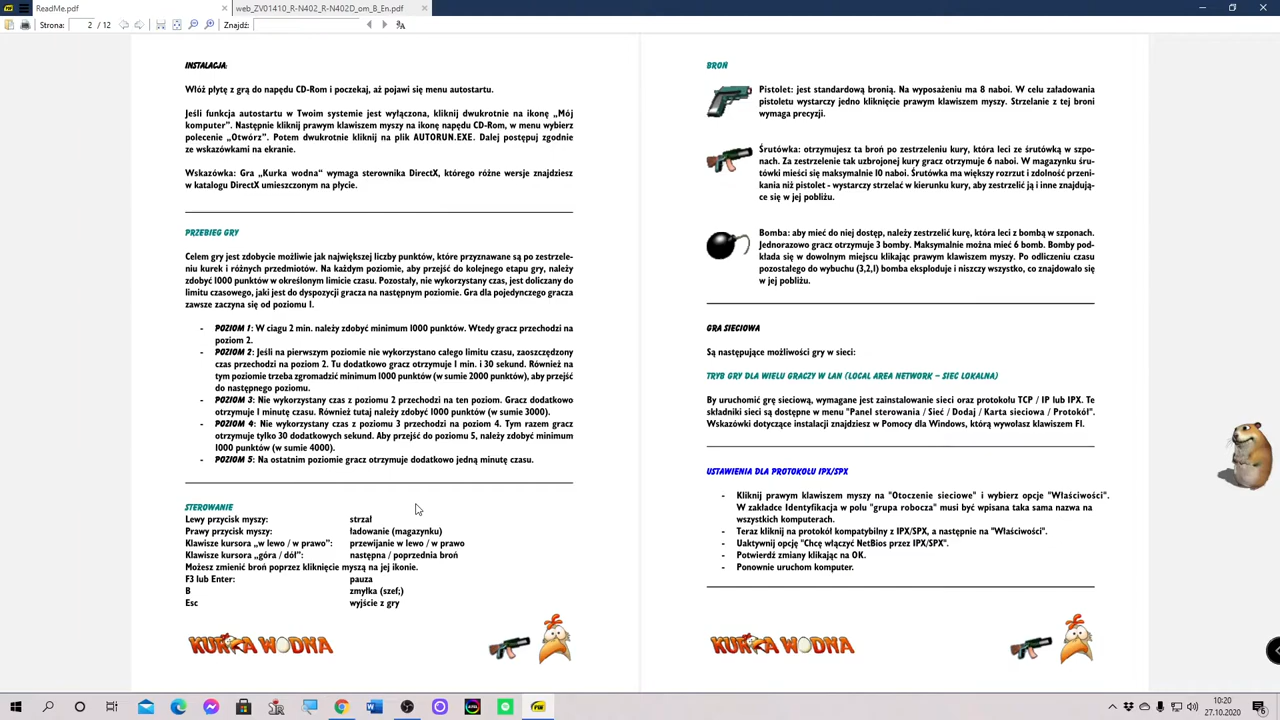 ReadMe.pdf
web_ZV01410_R-N402_R-N402D_om_B_En.pdf
Strona: 2 / 12
Znajdź:
INSTALACJA:
Włóż płytę z grą do napędu CD-Rom i poczekaj, aż pojawi się menu autostartu.
Jeśli funkcja autostartu w Twoim systemie jest wyłączona, kliknij dwukrotnie na ikonę „Mój
komputer”. Następnie kliknij prawym klawiszem myszy na ikonę napędu CD-Rom, w menu wybierz
polecenie „Otwórz”. Potem dwukrotnie kliknij na plik AUTORUN.EXE. Dalej postępuj zgodnie
ze wskazówkami na ekranie.
Wskazówka: Gra „Kurka wodna” wymaga sterownika DirectX, którego różne wersje znajdziesz
w katalogu DirectX umieszczonym na płycie.
PRZEBIEG GRY
Celem gry jest zdobycie możliwie jak największej liczby punktów, które przyznawane są po zestrzele-
niu kurek i różnych przedmiotów. Na każdym poziomie, aby przejść do kolejnego etapu gry, należy
zdobyć 1000 punktów w określonym limicie czasu. Pozostały, nie wykorzystany czas, jest doliczany do
limitu czasowego, jaki jest do dyspozycji gracza na następnym poziomie. Gra dla pojedynczego gracza
zawsze zaczyna się od poziomu 1.
- POZIOM 1: W ciągu 2 min. należy zdobyć minimum 1000 punktów. Wtedy gracz przechodzi na
poziom 2.
- POZIOM 2: Jeśli na pierwszym poziomie nie wykorzystano całego limitu czasu, zaoszczędzony
czas przechodzi na poziom 2. Tu dodatkowo gracz otrzymuje 1 min. i 30 sekund. Również na
tym poziomie trzeba zgromadzić minimum 1000 punktów (w sumie 2000 punktów), aby przejść
do następnego poziomu.
- POZIOM 3: Nie wykorzystany czas z poziomu 2 przechodzi na ten poziom. Gracz dodatkowo
otrzymuje 1 minutę czasu. Również tutaj należy zdobyć 1000 punktów (w sumie 3000).
- POZIOM 4: Nie wykorzystany czas z poziomu 3 przechodzi na poziom 4. Tym razem gracz
otrzymuje tylko 30 dodatkowych sekund. Aby przejść do poziomu 5, należy zdobyć minimum
1000 punktów (w sumie 4000).
- POZIOM 5: Na ostatnim poziomie gracz otrzymuje dodatkowo jedną minutę czasu.
STEROWANIE
Lewy przycisk myszy: strzał
Prawy przycisk myszy: ładowanie (magazynku)
Klawisze kursora „w lewo / w prawo”: przewijanie w lewo / w prawo
Klawisze kursora „góra / dół”: następna / poprzednia broń
Możesz zmienić broń poprzez kliknięcie myszą na jej ikonie.
F3 lub Enter: pauza
B zmyłka (szef;)
Esc wyjście z gry
KURKA WODNA
BROŃ
Pistolet: jest standardową bronią. Na wyposażeniu ma 8 naboi. W celu załadowania
pistoletu wystarczy jedno kliknięcie prawym klawiszem myszy. Strzelanie z tej broni
wymaga precyzji.
Śrutówka: otrzymujesz ta broń po zestrzeleniu kury, która leci ze śrutówką w szpo-
nach. Za zestrzelenie tak uzbrojonej kury gracz otrzymuje 6 naboi. W magazynku śru-
tówki mieści się maksymalnie 10 naboi. Śrutówka ma większy rozrzut i zdolność przeni-
kania niż pistolet - wystarczy strzelać w kierunku kury, aby zestrzelić ją i inne znajdują-
ce się w jej pobliżu.
Bomba: aby mieć do niej dostęp, należy zestrzelić kurę, która leci z bombą w szponach.
Jednorazowo gracz otrzymuje 3 bomby. Maksymalnie można mieć 6 bomb. Bomby pod-
kłada się w dowolnym miejscu klikając prawym klawiszem myszy. Po odliczeniu czasu
pozostałego do wybuchu (3,2,1) bomba eksploduje i niszczy wszystko, co znajdowało się
w jej pobliżu.
GRA SIECIOWA
Są następujące możliwości gry w sieci:
TRYB GRY DLA WIELU GRACZY W LAN (LOCAL AREA NETWORK – SIEĆ LOKALNA)
By uruchomić grę sieciową, wymagane jest zainstalowanie sieci oraz protokołu TCP / IP lub IPX. Te
składniki sieci są dostępne w menu "Panel sterowania / Sieć / Dodaj / Karta sieciowa / Protokół".
Wskazówki dotyczące instalacji znajdziesz w Pomocy dla Windows, którą wywołasz klawiszem F1.
USTAWIENIA DLA PROTOKOŁU IPX/SPX
- Kliknij prawym klawiszem myszy na "Otoczenie sieciowe" i wybierz opcje "Właściwości".
W zakładce Identyfikacja w polu "grupa robocza" musi być wpisana taka sama nazwa na
wszystkich komputerach.
- Teraz kliknij na protokół kompatybilny z IPX/SPX, a następnie na "Właściwości".
- Uaktywnij opcję "Chcę włączyć NetBios przez IPX/SPX".
- Potwierdź zmiany klikając na OK.
- Ponownie uruchom komputer.
KURKA WODNA
10:20
27.10.2020